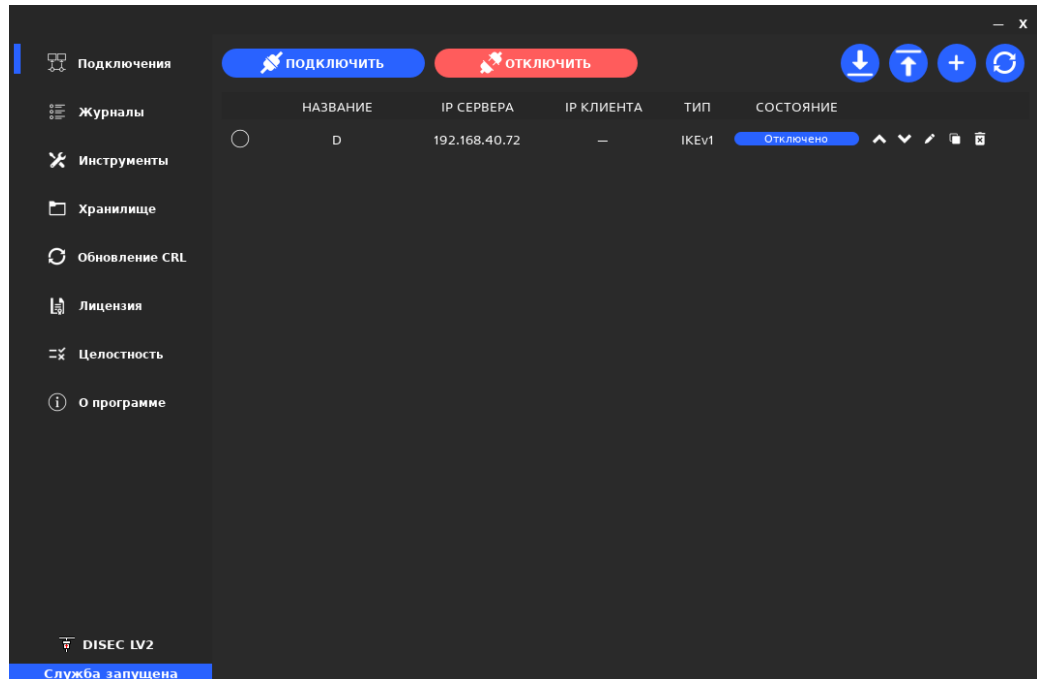 — X
Подключения
ПОДКЛЮЧИТЬ
ОТКЛЮЧИТЬ
Журналы
НАЗВАНИЕ IP СЕРВЕРА IP КЛИЕНТА ТИП СОСТОЯНИЕ
D 192.168.40.72 — IKEv1 Отключено
Инструменты
Хранилище
Обновление CRL
Лицензия
Целостность
О программе
DISEC LV2
Служба запущена